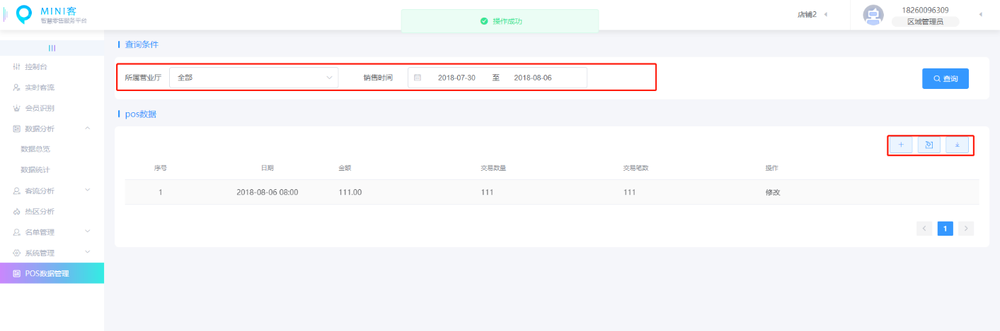 MINI客
智慧零售服务平台
操作成功
店铺2
18260096309
区域管理员
控制台
实时客流
会员识别
数据分析
数据总览
数据统计
客流分析
热区分析
名单管理
系统管理
POS数据管理
查询条件
所属营业厅 全部 销售时间 2018-07-30 至 2018-08-06 查询
pos数据
序号 日期 金额 交易数量 交易笔数 操作
1 2018-08-06 08:00 111.00 111 111 修改
1